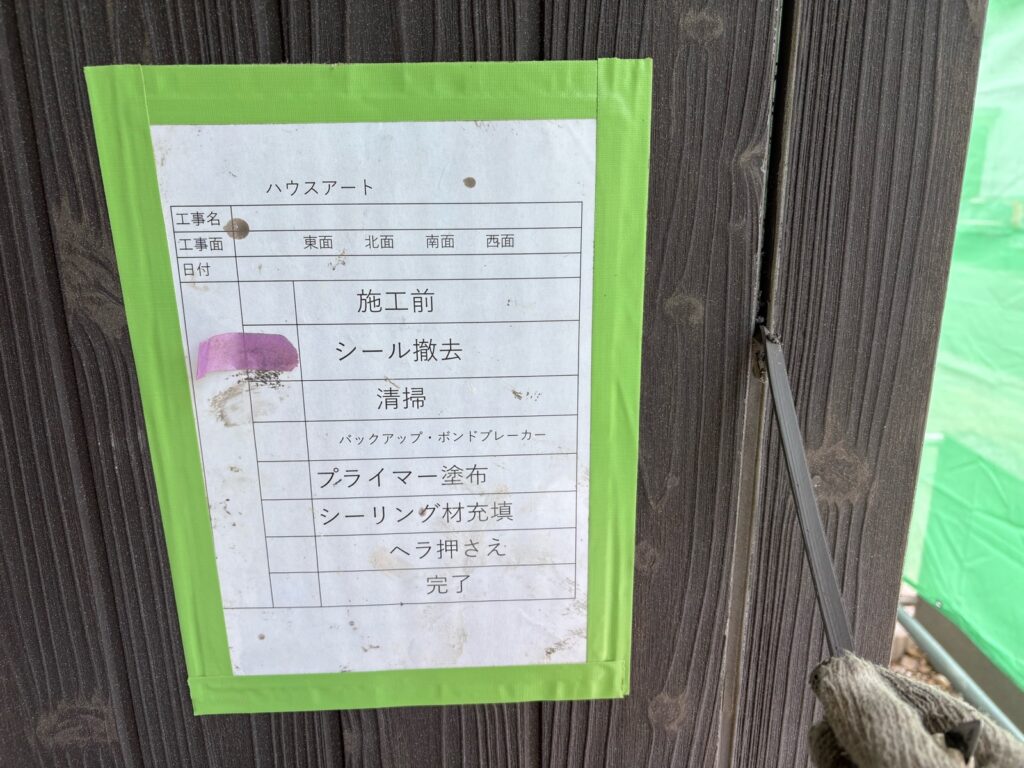 ハウスアート
工事名
工事面 東面 北面 南面 西面
日付
施工前
シール撤去
清掃
バックアップ・ボンドブレーカー
プライマー塗布
シーリング材充填
ヘラ押さえ
完了